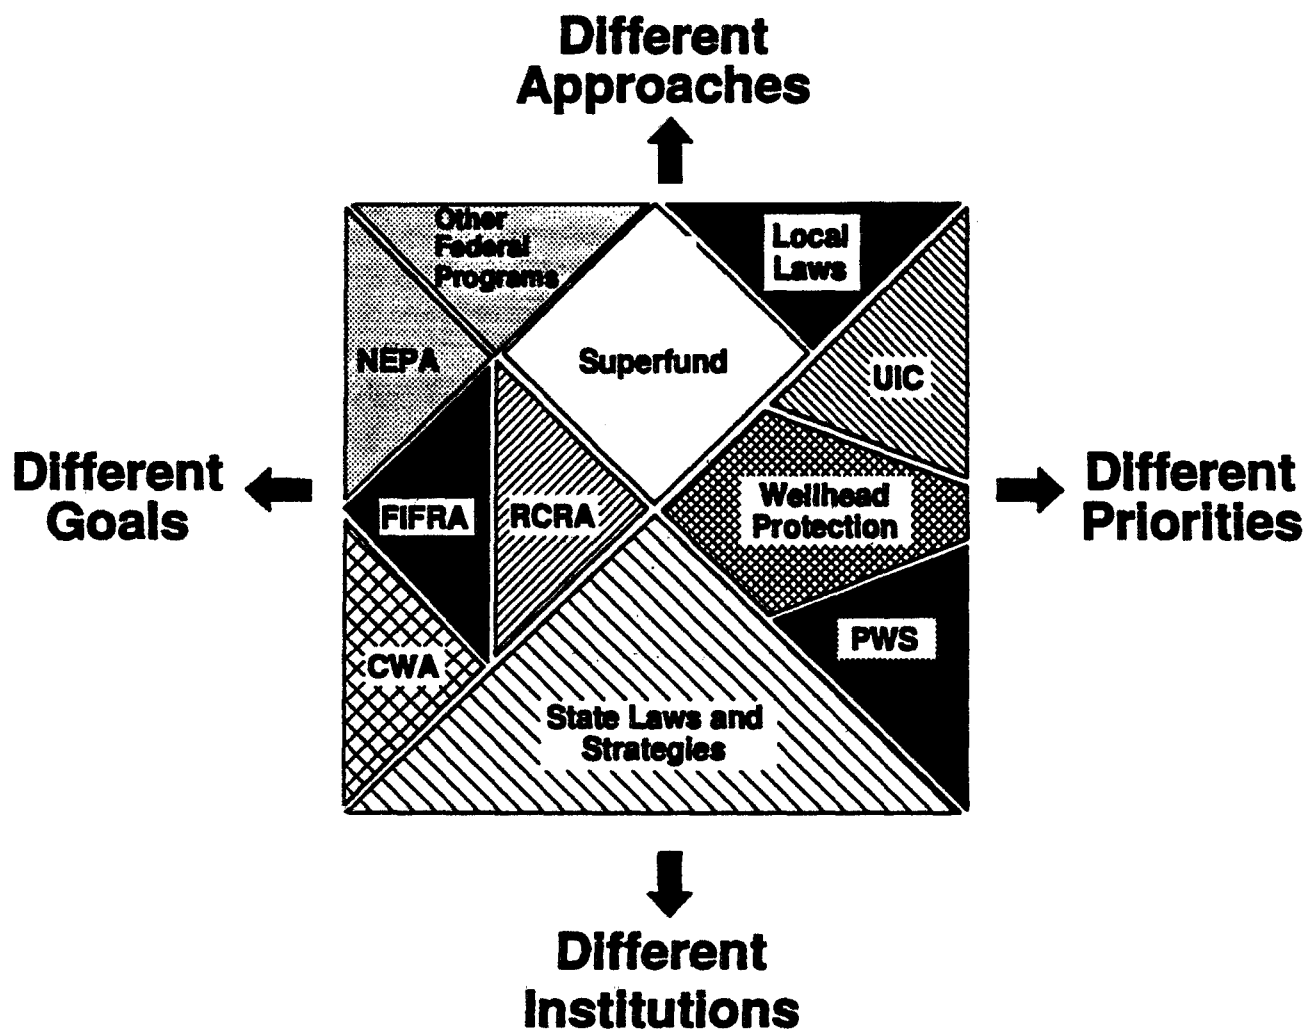 Different
Approaches
Other
Federal
Programs
Local
Laws
NEPA
Superfund
UIC
Different
Goals
FIFRA
RCRA
Wellhead
Protection
Different
Priorities
CWA
PWS
State Laws and
Strategies
Different
Institutions